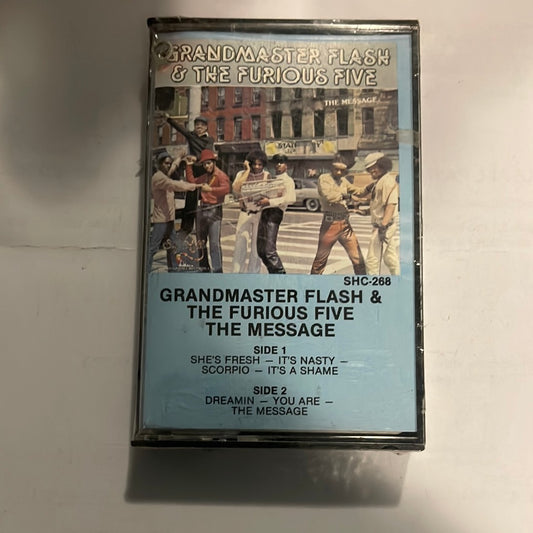 GRANDMASTER FLASH
& THE FURIOUS FIVE
THE MESSAGE
SHC-268
GRANDMASTER FLASH &
THE FURIOUS FIVE
THE MESSAGE
SIDE 1
SHE'S FRESH – IT'S NASTY –
SCORPIO – IT'S A SHAME
SIDE 2
DREAMIN – YOU ARE –
THE MESSAGE